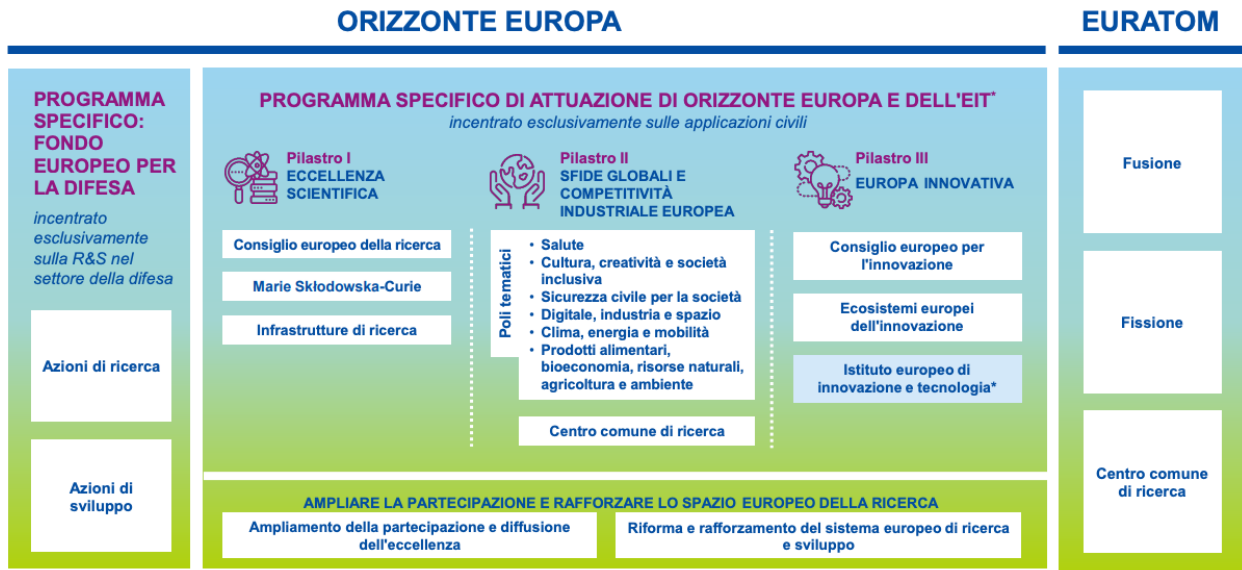 ORIZZONTE EUROPA
EURATOM
PROGRAMMA
SPECIFICO:
FONDO
EUROPEO PER
LA DIFESA
incentrato
esclusivamente
sulla R&S nel
settore della difesa
Azioni di ricerca
Azioni di
sviluppo
PROGRAMMA SPECIFICO DI ATTUAZIONE DI ORIZZONTE EUROPA E DELL'EIT*
incentrato esclusivamente sulle applicazioni civili
Pilastro I
ECCELLENZA
SCIENTIFICA
Consiglio europeo della ricerca
Marie Skłodowska-Curie
Infrastrutture di ricerca
Pilastro II
SFIDE GLOBALI E
COMPETITIVITÀ
INDUSTRIALE EUROPEA
Poli tematici
• Salute
• Cultura, creatività e società
inclusiva
• Sicurezza civile per la società
• Digitale, industria e spazio
• Clima, energia e mobilità
• Prodotti alimentari,
bioeconomia, risorse naturali,
agricoltura e ambiente
Centro comune di ricerca
Pilastro III
EUROPA INNOVATIVA
Consiglio europeo per
l'innovazione
Ecosistemi europei
dell'innovazione
Istituto europeo di
innovazione e tecnologia*
AMPLIARE LA PARTECIPAZIONE E RAFFORZARE LO SPAZIO EUROPEO DELLA RICERCA
Ampliamento della partecipazione e diffusione
dell'eccellenza
Riforma e rafforzamento del sistema europeo di ricerca
e sviluppo
Fusione
Fissione
Centro comune
di ricerca